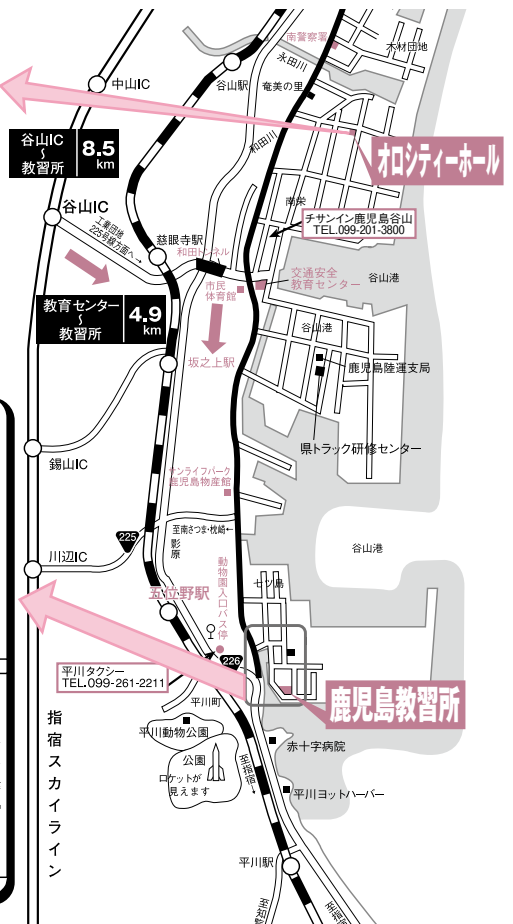 南警察署
木材団地
永田川
谷山駅
中山IC
奄美の里
和田川
谷山IC
〜
教習所
8.5
km
オロシティーホール
谷山IC
工業団地
225号線方面へ→
慈眼寺駅
和田トンネル
南栄
チサンイン鹿児島谷山
TEL.099-201-3800
交通安全
教育センター
谷山港
市民
体育館
教育センター
〜
教習所
4.9
km
谷山港
坂之上駅
鹿児島陸運支局
県トラック研修センター
錫山IC
サンライフパーク
鹿児島物産館
225
至南さつま・枕崎←
影原
谷山港
川辺IC
動物園入口バス停
七ツ島
五位野駅
226
平川タクシー
TEL.099-261-2211
平川町
鹿児島教習所
平川動物公園
公園
ロケットが
見えます
至指宿→
赤十字病院
平川ヨットハーバー
指宿スカイライン
平川駅
至知
至指宿